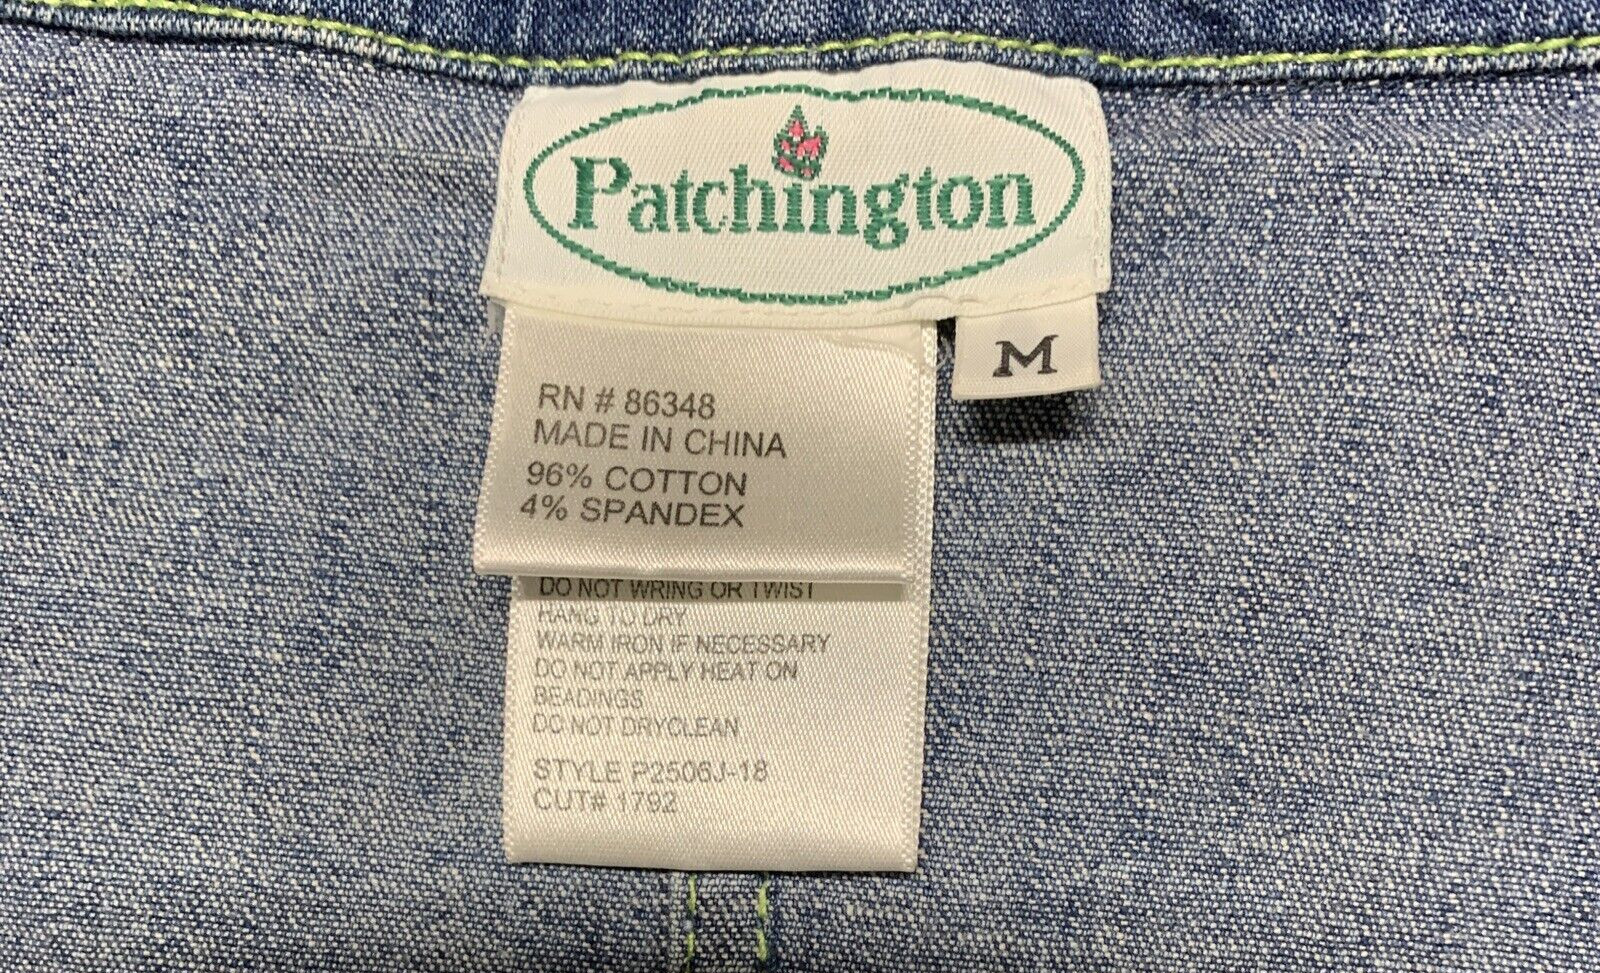 Patchington
M
RN # 86348
MADE IN CHINA
96% COTTON
4% SPANDEX
DO NOT WRING OR TWIST
HANG TO DRY
WARM IRON IF NECESSARY
DO NOT APPLY HEAT ON
BEADINGS
DO NOT DRYCLEAN
STYLE P2506J-18
CUT# 1792